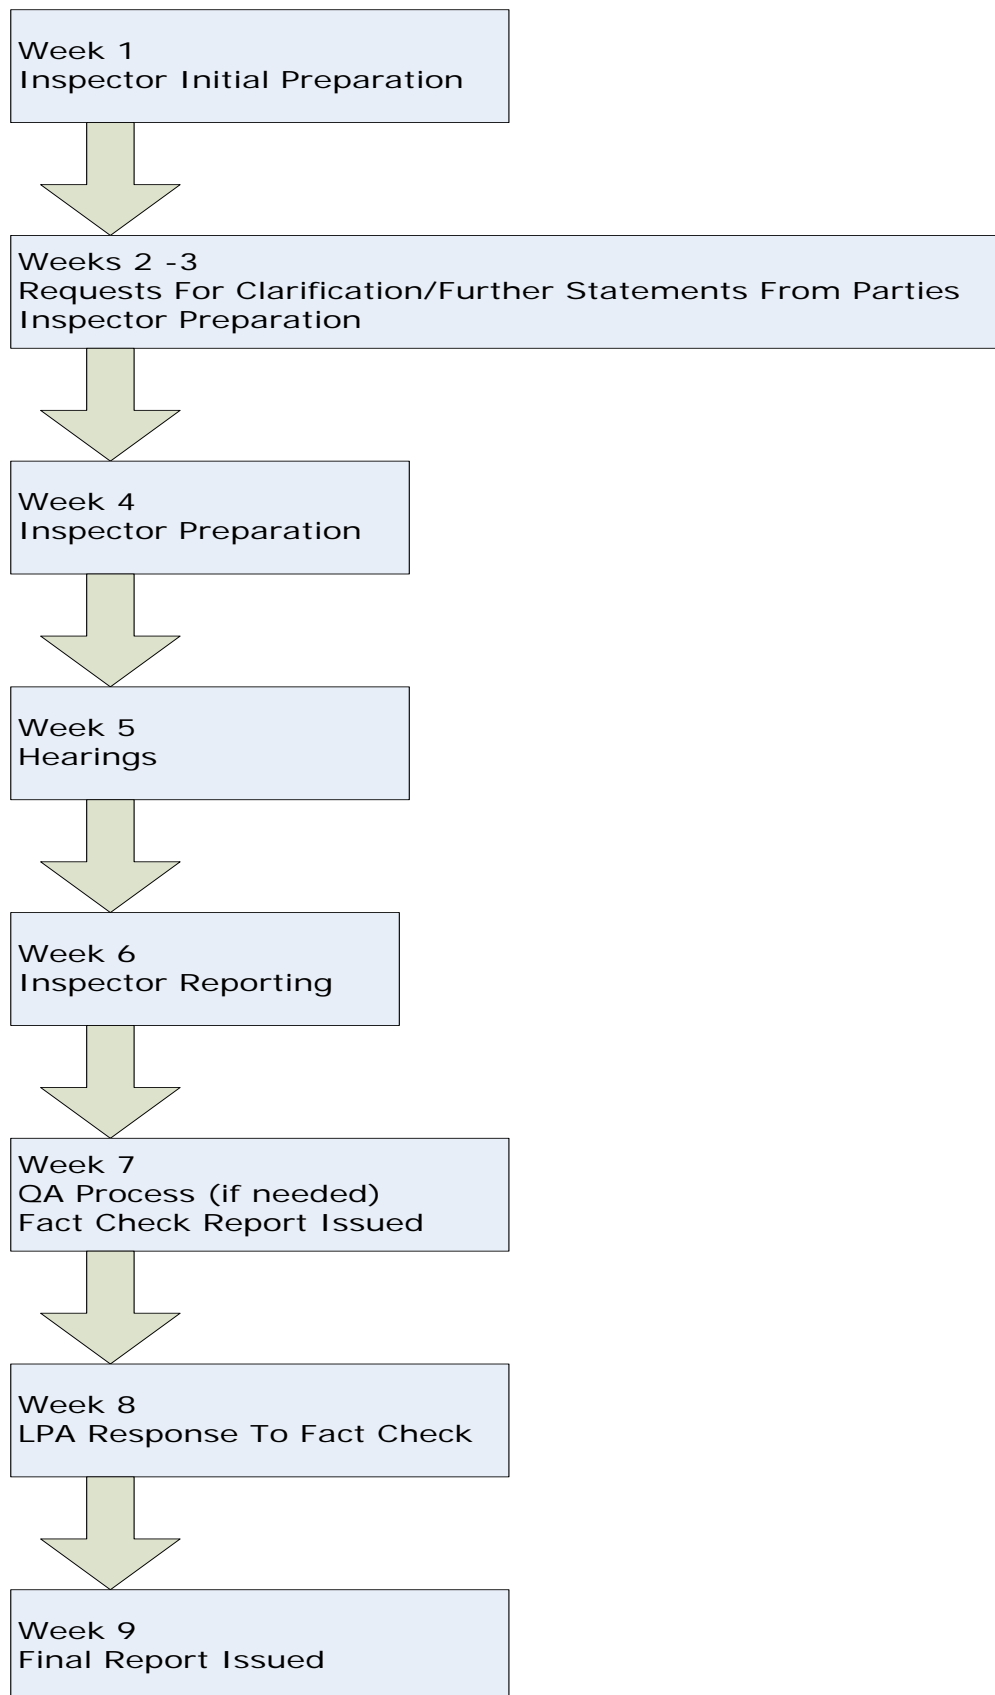 Week 1
Inspector Initial Preparation
Weeks 2 -3
Requests For Clarification/Further Statements From Parties
Inspector Preparation
Week 4
Inspector Preparation
Week 5
Hearings
Week 6
Inspector Reporting
Week 7
QA Process (if needed)
Fact Check Report Issued
Week 8
LPA Response To Fact Check
Week 9
Final Report Issued